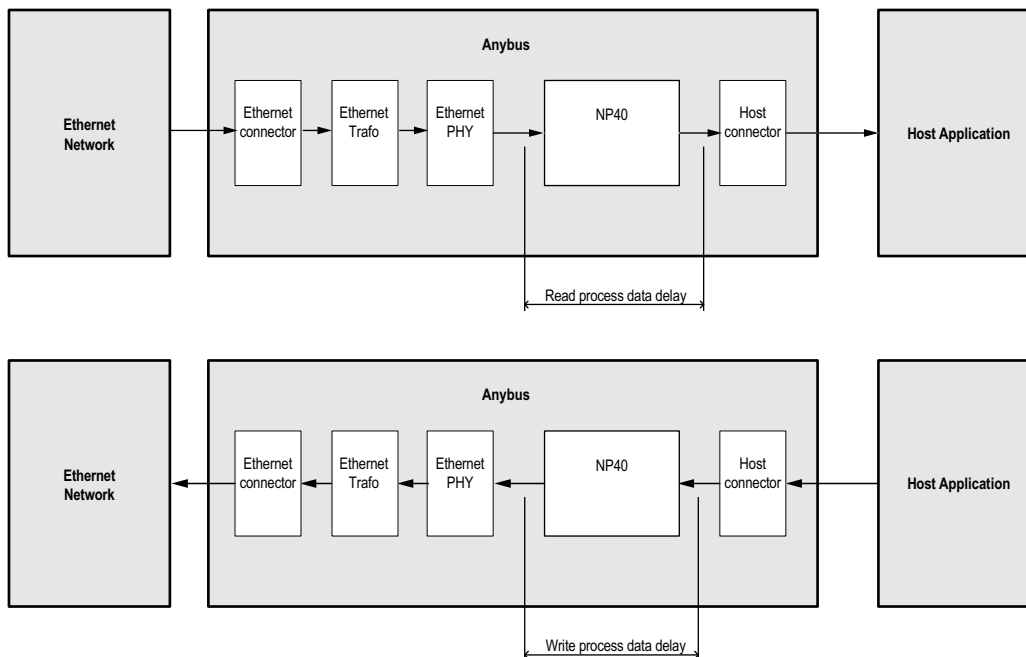 Anybus
Ethernet
Network
Ethernet
connector
Ethernet
Trafo
Ethernet
PHY
NP40
Host
connector
Host Application
Read process data delay
Anybus
Ethernet
Network
Ethernet
connector
Ethernet
Trafo
Ethernet
PHY
NP40
Host
connector
Host Application
Write process data delay